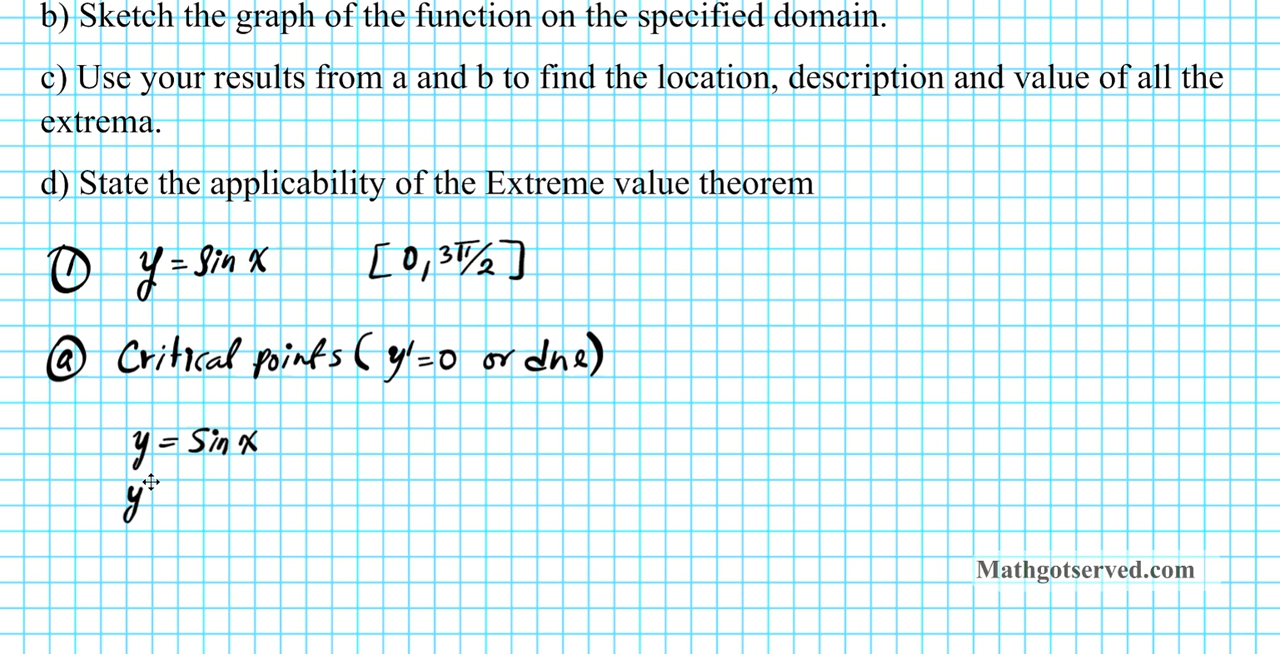 b) Sketch the graph of the function on the specified domain.
c) Use your results from a and b to find the location, description and value of all the
extrema.
d) State the applicability of the Extreme value theorem
① y = sin x [0, 3π/2]
ⓐ Critical points (y'=0 or dne)
y = sin x
y
Mathgotserved.com